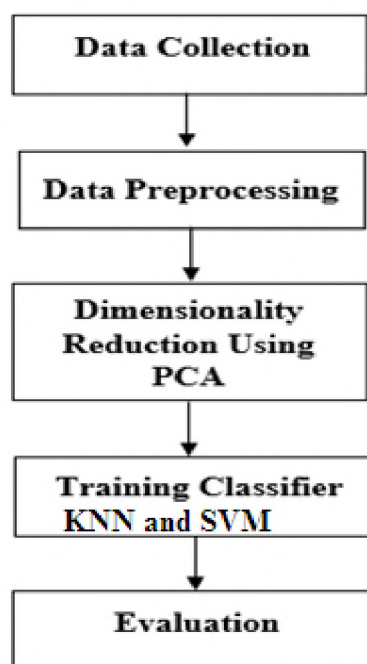 Data Collection
Data Preprocessing
Dimensionality
Reduction Using
PCA
Training Classifier
KNN and SVM
Evaluation